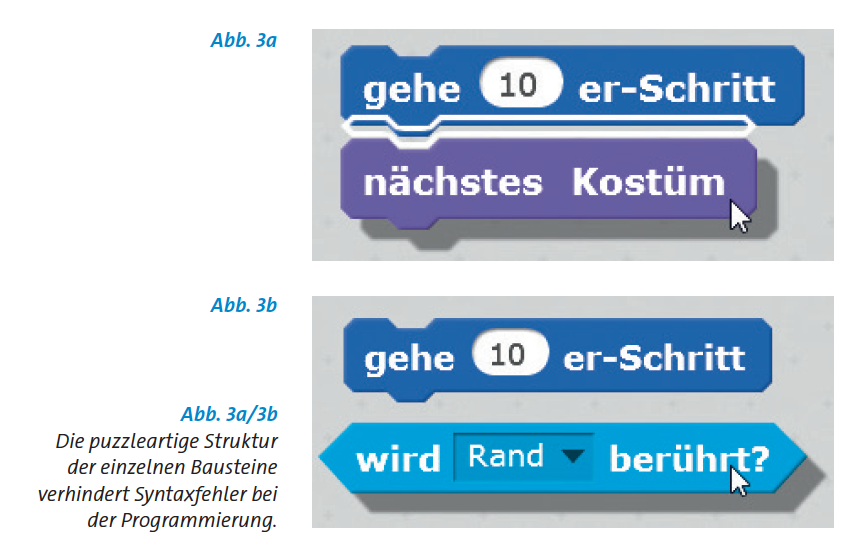 Abb. 3a
gehe 10 er-Schritt
nächstes Kostüm
Abb. 3b
gehe 10 er-Schritt
wird Rand berührt?
Abb. 3a/3b
Die puzzleartige Struktur
der einzelnen Bausteine
verhindert Syntaxfehler bei
der Programmierung.